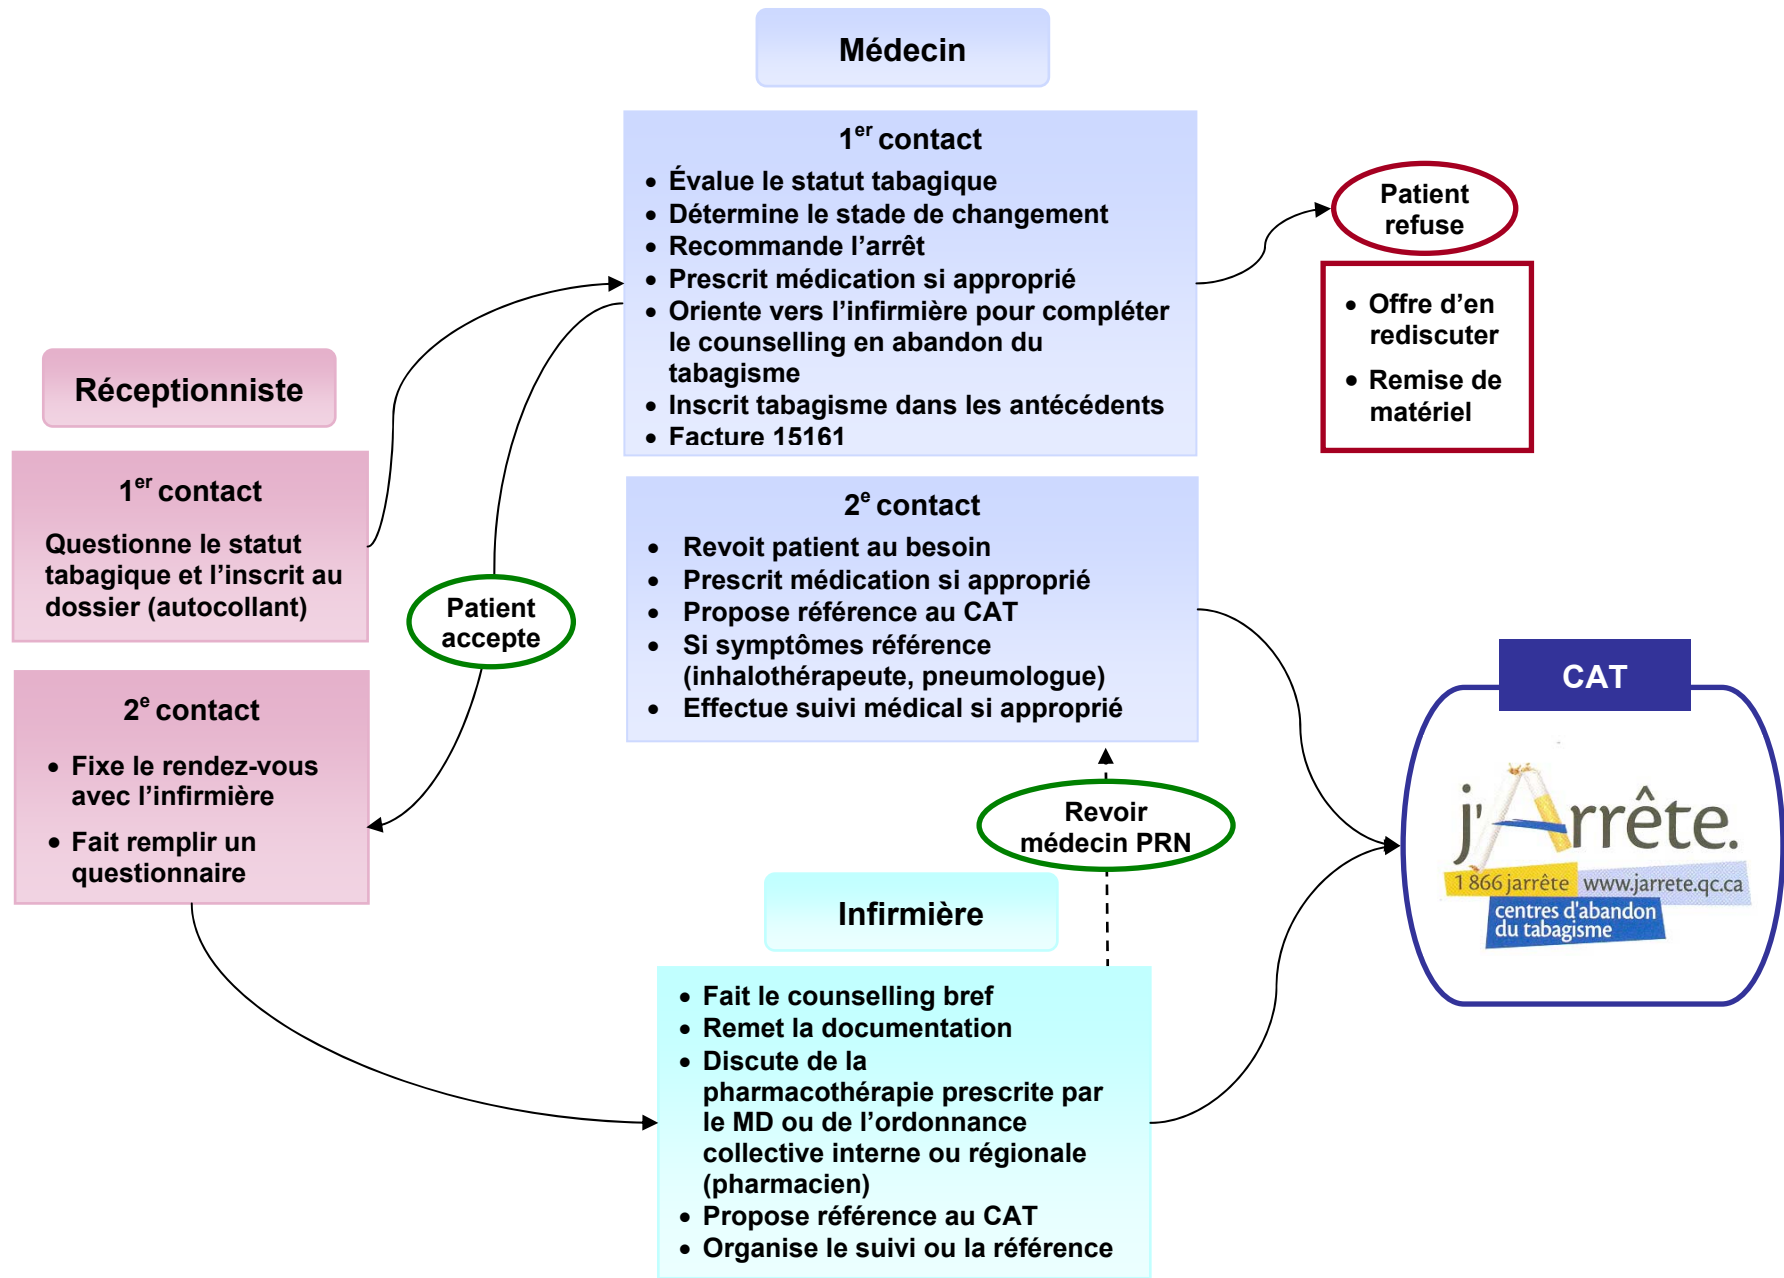 Médecin
1er contact
• Évalue le statut tabagique
• Détermine le stade de changement
• Recommande l’arrêt
• Prescrit médication si approprié
• Oriente vers l’infirmière pour compléter
le counselling en abandon du
tabagisme
• Inscrit tabagisme dans les antécédents
• Facture 15161
Patient
refuse
• Offre d’en
rediscuter
• Remise de
matériel
Réceptionniste
1er contact
Questionne le statut
tabagique et l’inscrit au
dossier (autocollant)
Patient
accepte
2e contact
• Fixe le rendez-vous
avec l’infirmière
• Fait remplir un
questionnaire
2e contact
• Revoit patient au besoin
• Prescrit médication si approprié
• Propose référence au CAT
• Si symptômes référence
(inhalothérapeute, pneumologue)
• Effectue suivi médical si approprié
Revoir
médecin PRN
CAT
j'Arrête.
1 866 jarrête www.jarrete.qc.ca
centres d'abandon
du tabagisme
Infirmière
• Fait le counselling bref
• Remet la documentation
• Discute de la
pharmacothérapie prescrite par
le MD ou de l’ordonnance
collective interne ou régionale
(pharmacien)
• Propose référence au CAT
• Organise le suivi ou la référence